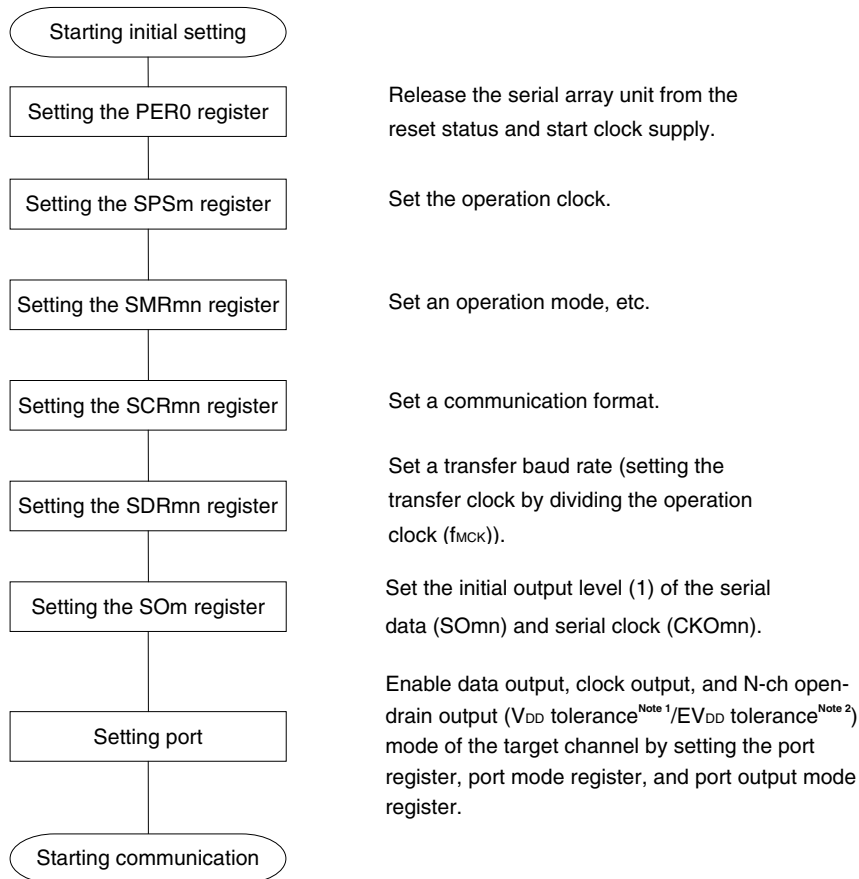 Starting initial setting
Setting the PER0 register
Release the serial array unit from the
reset status and start clock supply.
Setting the SPSm register
Set the operation clock.
Setting the SMRmn register
Set an operation mode, etc.
Setting the SCRmn register
Set a communication format.
Setting the SDRmn register
Set a transfer baud rate (setting the
transfer clock by dividing the operation
clock (fMCK)).
Setting the SOm register
Set the initial output level (1) of the serial
data (SOmn) and serial clock (CKOmn).
Setting port
Enable data output, clock output, and N-ch open-
drain output (VDD tolerance Note 1/EVDD tolerance Note 2)
mode of the target channel by setting the port
register, port mode register, and port output mode
register.
Starting communication